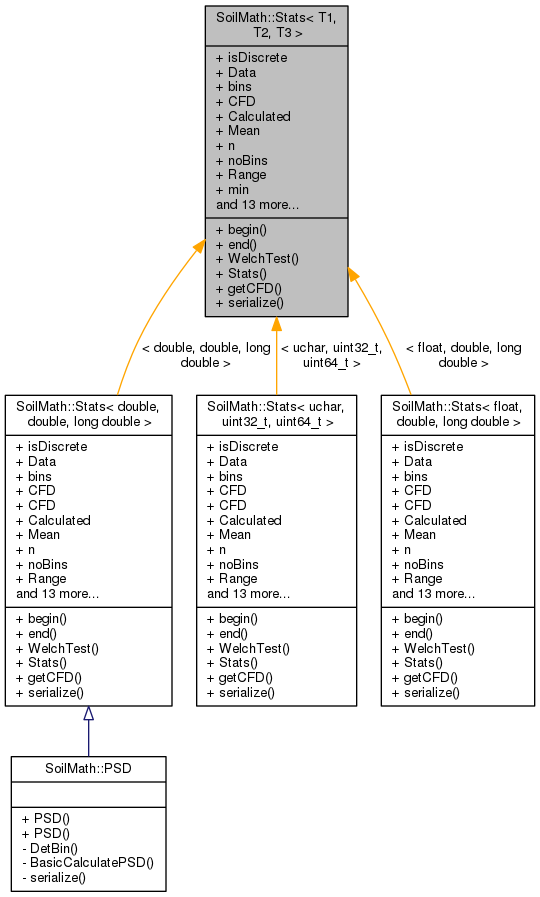 SoilMath::Stats< T1,
T2, T3 >
+ isDiscrete
+ Data
+ bins
+ CFD
+ Calculated
+ Mean
+ n
+ noBins
+ Range
+ min
and 13 more...
+ begin()
+ end()
+ WelchTest()
+ Stats()
+ getCFD()
+ serialize()
< double, double, long
double >
< uchar, uint32_t,
uint64_t >
< float, double, long
double >
SoilMath::Stats< double,
double, long double >
+ isDiscrete
+ Data
+ bins
+ CFD
+ CFD
+ Calculated
+ Mean
+ n
+ noBins
+ Range
and 13 more...
+ begin()
+ end()
+ WelchTest()
+ Stats()
+ getCFD()
+ serialize()
SoilMath::Stats< uchar,
uint32_t, uint64_t >
+ isDiscrete
+ Data
+ bins
+ CFD
+ CFD
+ Calculated
+ Mean
+ n
+ noBins
+ Range
and 13 more...
+ begin()
+ end()
+ WelchTest()
+ Stats()
+ getCFD()
+ serialize()
SoilMath::Stats< float,
double, long double >
+ isDiscrete
+ Data
+ bins
+ CFD
+ CFD
+ Calculated
+ Mean
+ n
+ noBins
+ Range
and 13 more...
+ begin()
+ end()
+ WelchTest()
+ Stats()
+ getCFD()
+ serialize()
SoilMath::PSD
+ PSD()
+ PSD()
- DetBin()
- BasicCalculatePSD()
- serialize()